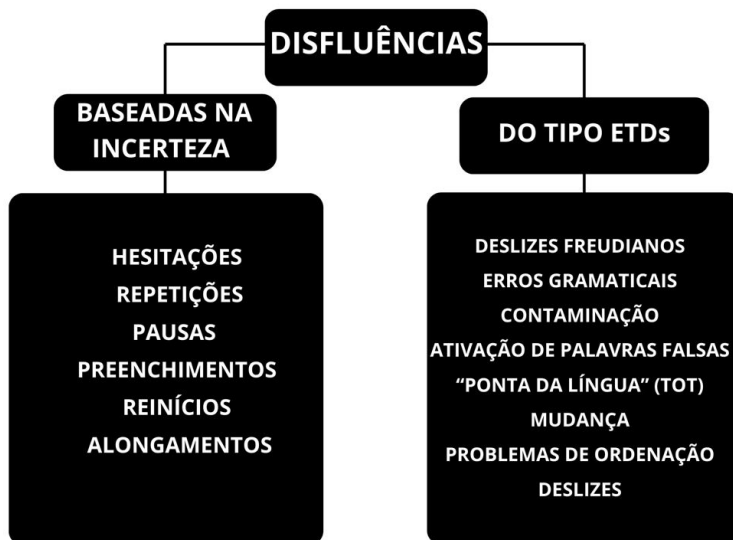 DISFLUÊNCIAS
BASEADAS NA
INCERTEZA
HESITAÇÕES
REPETIÇÕES
PAUSAS
PREENCHIMENTOS
REINÍCIOS
ALONGAMENTOS
DO TIPO ETDs
DESLIZES FREUDIANOS
ERROS GRAMATICAIS
CONTAMINAÇÃO
ATIVAÇÃO DE PALAVRAS FALSAS
“PONTA DA LÍNGUA” (TOT)
MUDANÇA
PROBLEMAS DE ORDENAÇÃO
DESLIZES